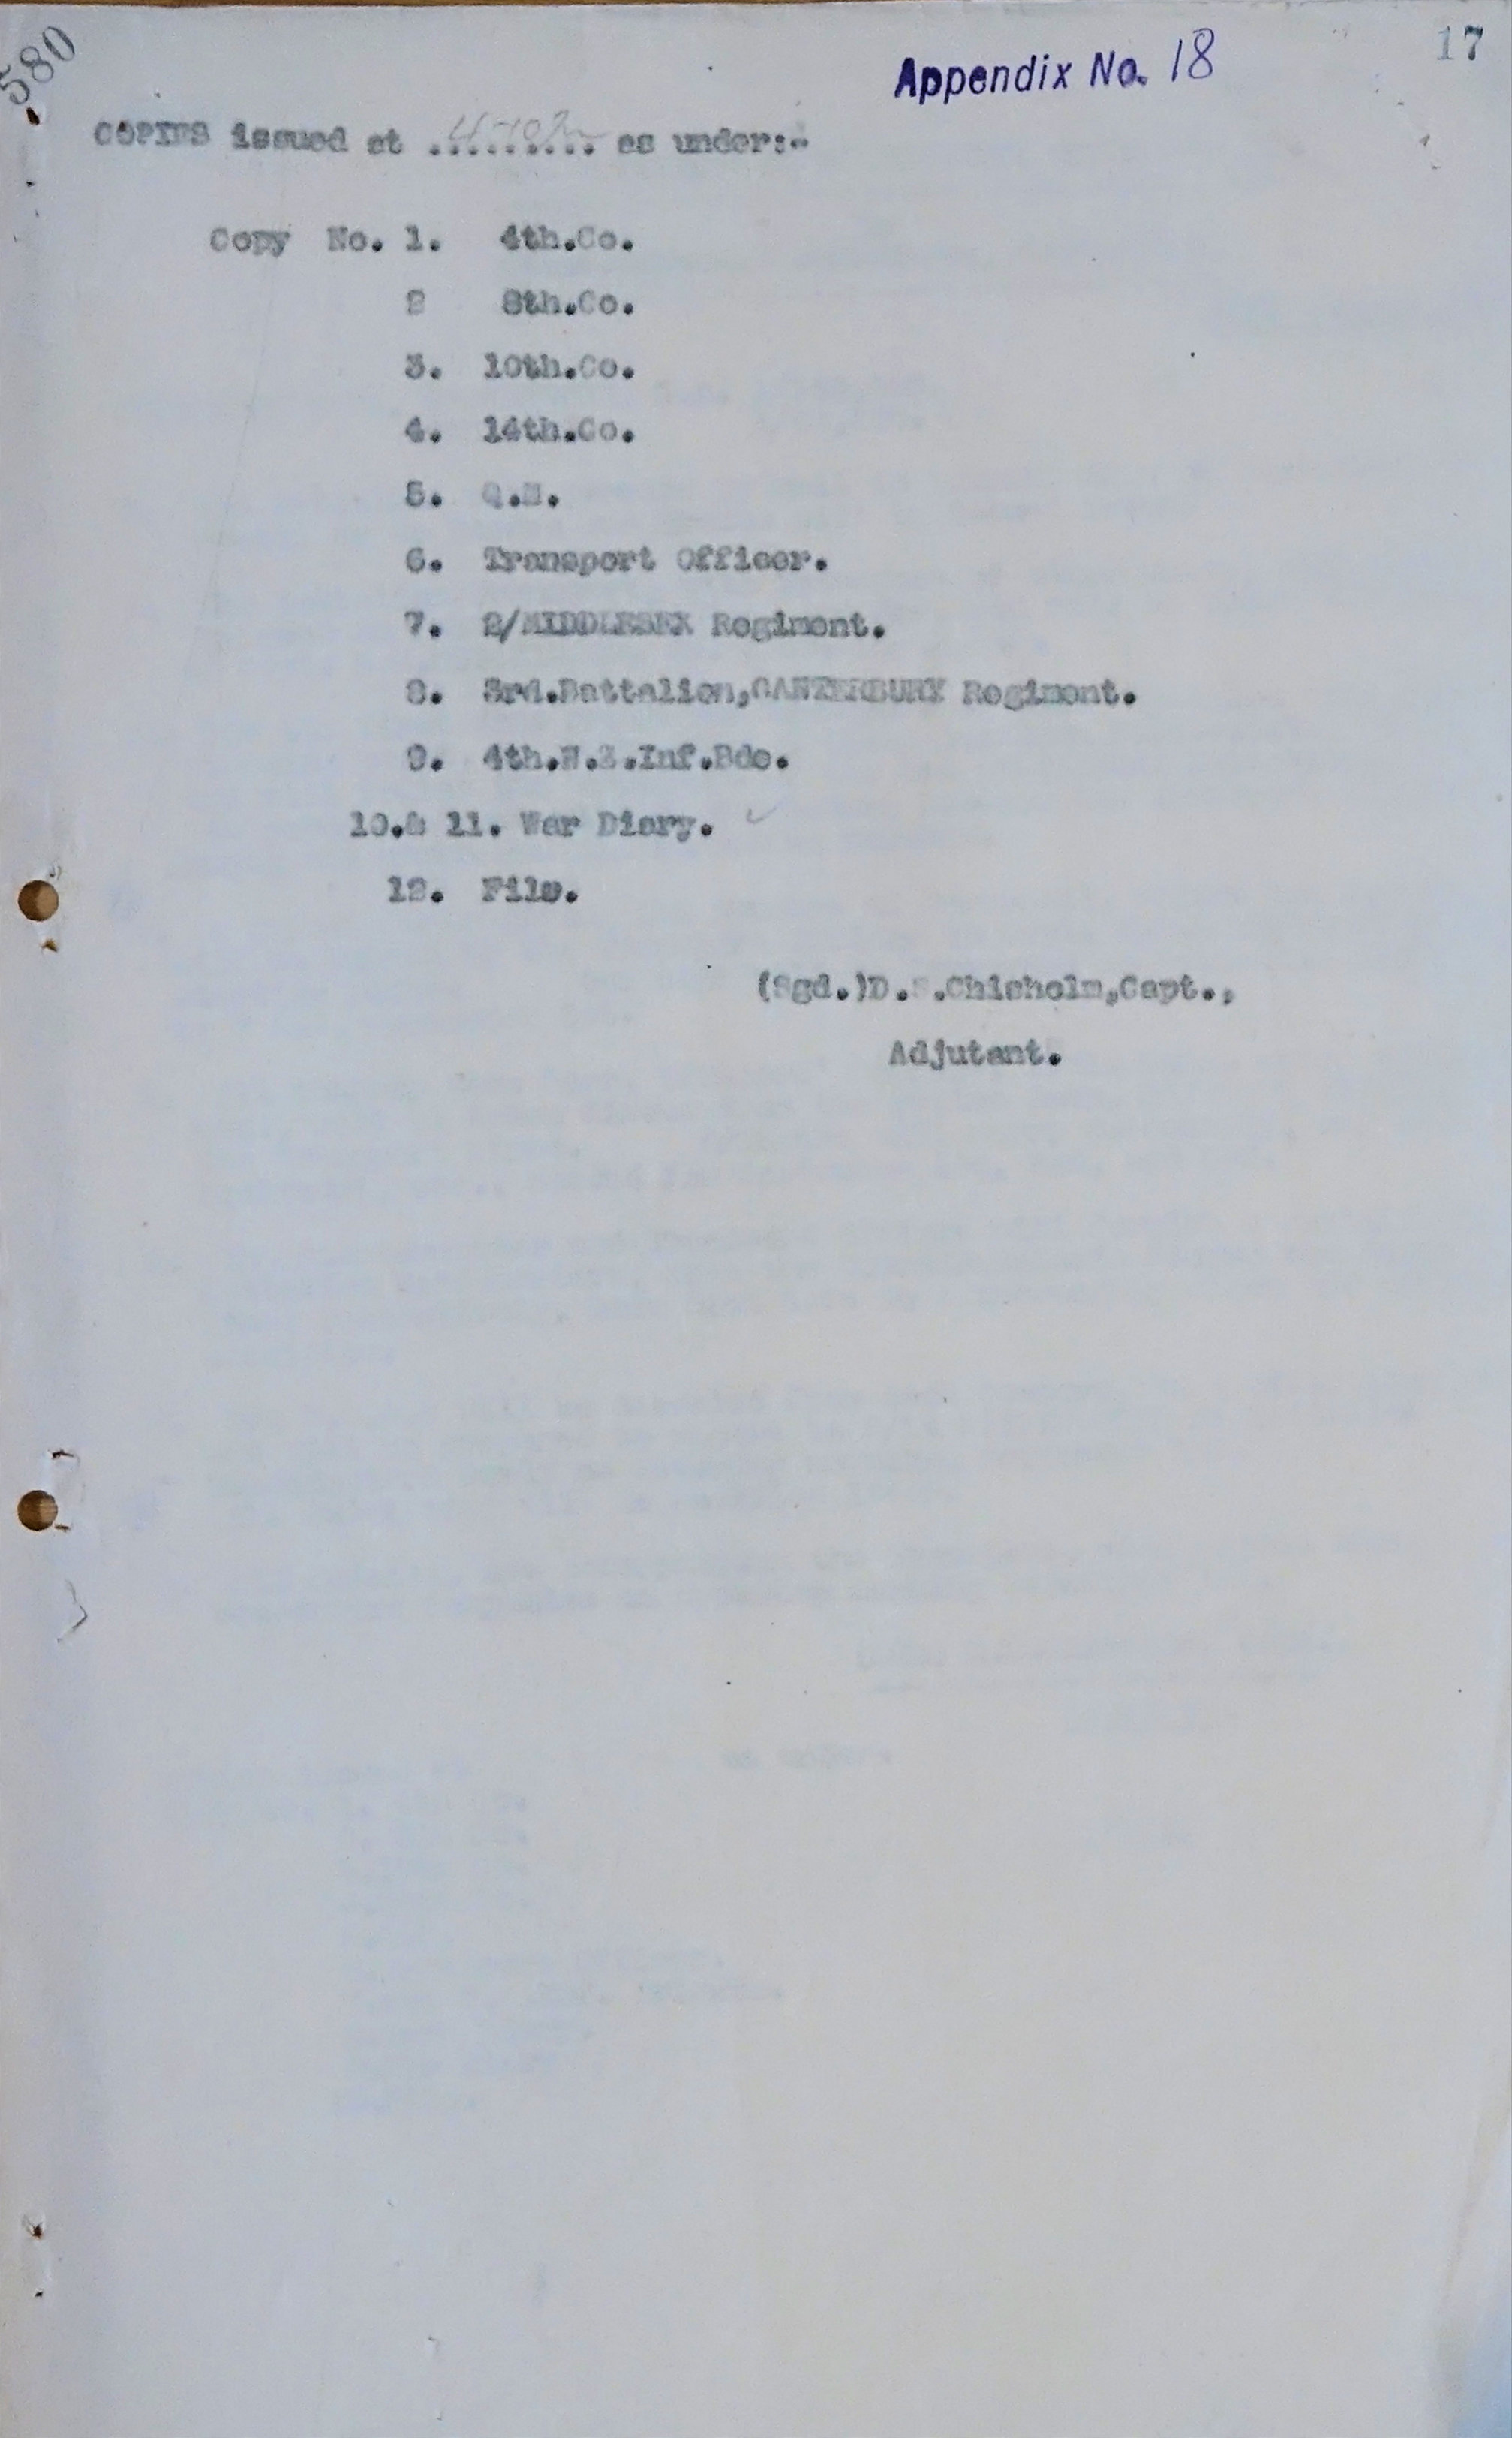 580
Appendix No. 18
17
COPIES issued at .......... as under:-
Copy No. 1. 4th.Co.
2 8th.Co.
3. 10th.Co.
4. 14th.Co.
5. Q.M.
6. Transport Officer.
7. 2/MIDDLESEX Regiment.
8. 3rd.Battalion,CANTERBURY Regiment.
9. 4th.N.Z.Inf.Bde.
10.& 11. War Diary.
12. File.
(Sgd.)D. .Chisholm,Capt.,
Adjutant.